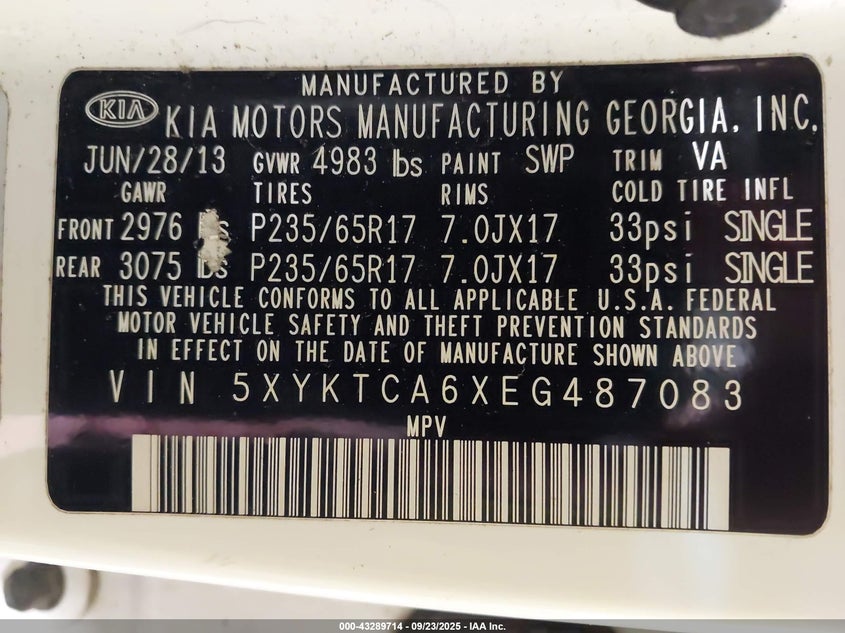 MANUFACTURED BY
KIA KIA MOTORS MANUFACTURING GEORGIA, INC.
JUN/28/13 GVWR 4983 lbs PAINT SWP TRIM VA
GAWR TIRES RIMS COLD TIRE INFL
FRONT 2976 lbs P235/65R17 7.0JX17 33psi SINGLE
REAR 3075 lbs P235/65R17 7.0JX17 33psi SINGLE
THIS VEHICLE CONFORMS TO ALL APPLICABLE U.S.A. FEDERAL
MOTOR VEHICLE SAFETY AND THEFT PREVENTION STANDARDS
IN EFFECT ON THE DATE OF MANUFACTURE SHOWN ABOVE
VIN 5XYKTCA6XEG487083
MPV
000-43289714 - 09/23/2025 - IAA Inc.